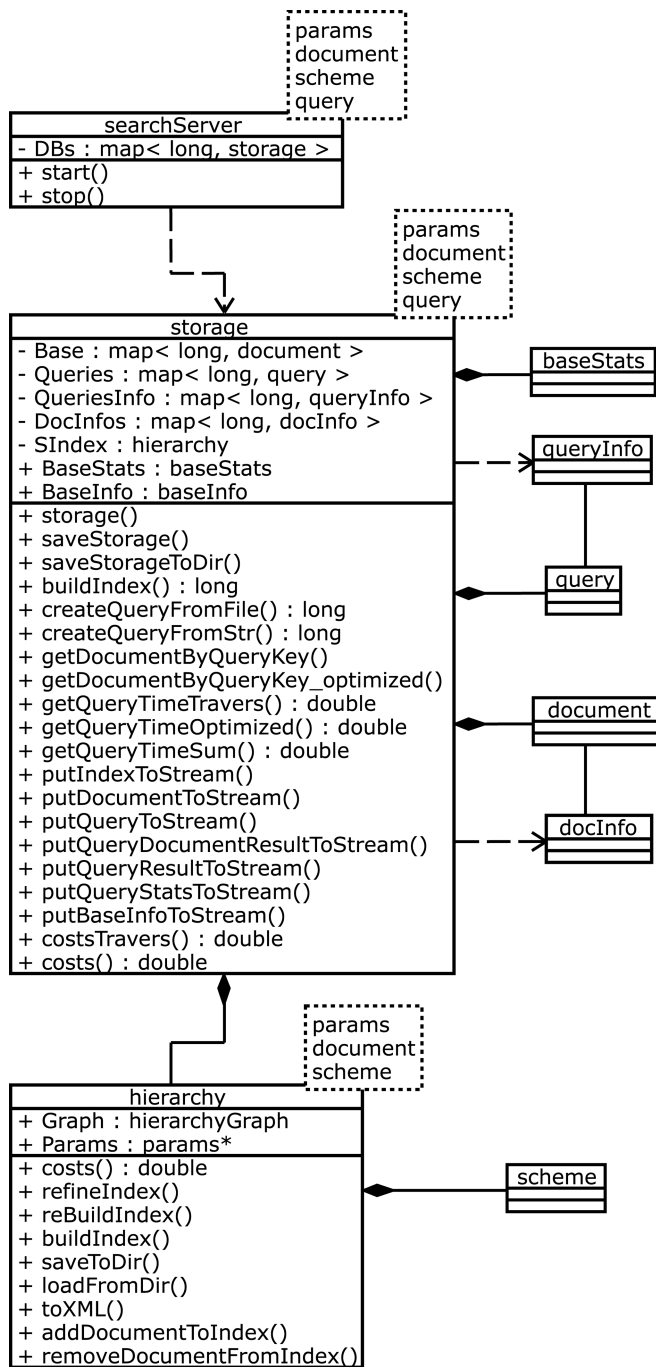 params
document
scheme
query
searchServer
- DBs : map< long, storage >
+ start()
+ stop()
params
document
scheme
query
storage
- Base : map< long, document >
- Queries : map< long, query >
- QueriesInfo : map< long, queryInfo >
- DocInfos : map< long, docInfo >
- SIndex : hierarchy
+ BaseStats : baseStats
+ BaseInfo : baseInfo
+ storage()
+ saveStorage()
+ saveStorageToDir()
+ buildIndex() : long
+ createQueryFromFile() : long
+ createQueryFromStr() : long
+ getDocumentByQueryKey()
+ getDocumentByQueryKey_optimized()
+ getQueryTimeTravers() : double
+ getQueryTimeOptimized() : double
+ getQueryTimeSum() : double
+ putIndexToStream()
+ putDocumentToStream()
+ putQueryToStream()
+ putQueryDocumentResultToStream()
+ putQueryResultToStream()
+ putQueryStatsToStream()
+ putBaseInfoToStream()
+ costsTravers() : double
+ costs() : double
baseStats
queryInfo
query
document
docInfo
params
document
scheme
hierarchy
+ Graph : hierarchyGraph
+ Params : params*
+ costs() : double
+ refineIndex()
+ reBuildIndex()
+ buildIndex()
+ saveToDir()
+ loadFromDir()
+ toXML()
+ addDocumentToIndex()
+ removeDocumentFromIndex()
scheme